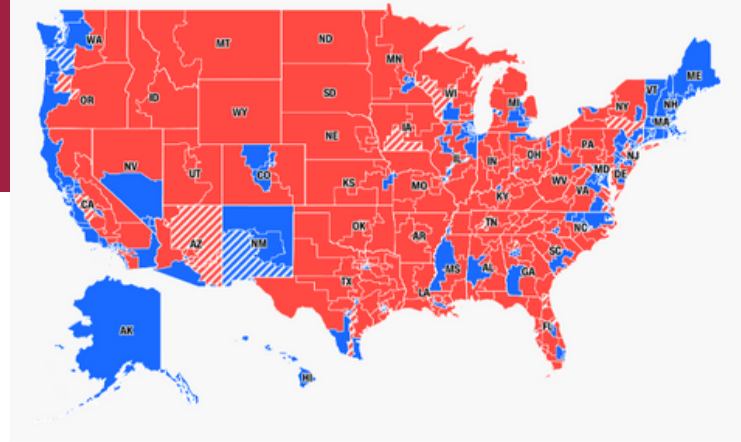 WA
MT
ND
MN
ME
OR
ID
WY
SD
WI
MI
NY
VT
NH
MA
NV
UT
CO
NE
IA
IL
IN
OH
PA
NJ
MD
DE
CA
KS
MO
KY
WV
VA
AZ
NM
OK
AR
TN
NC
SC
TX
LA
MS
AL
GA
FL
AK
HI